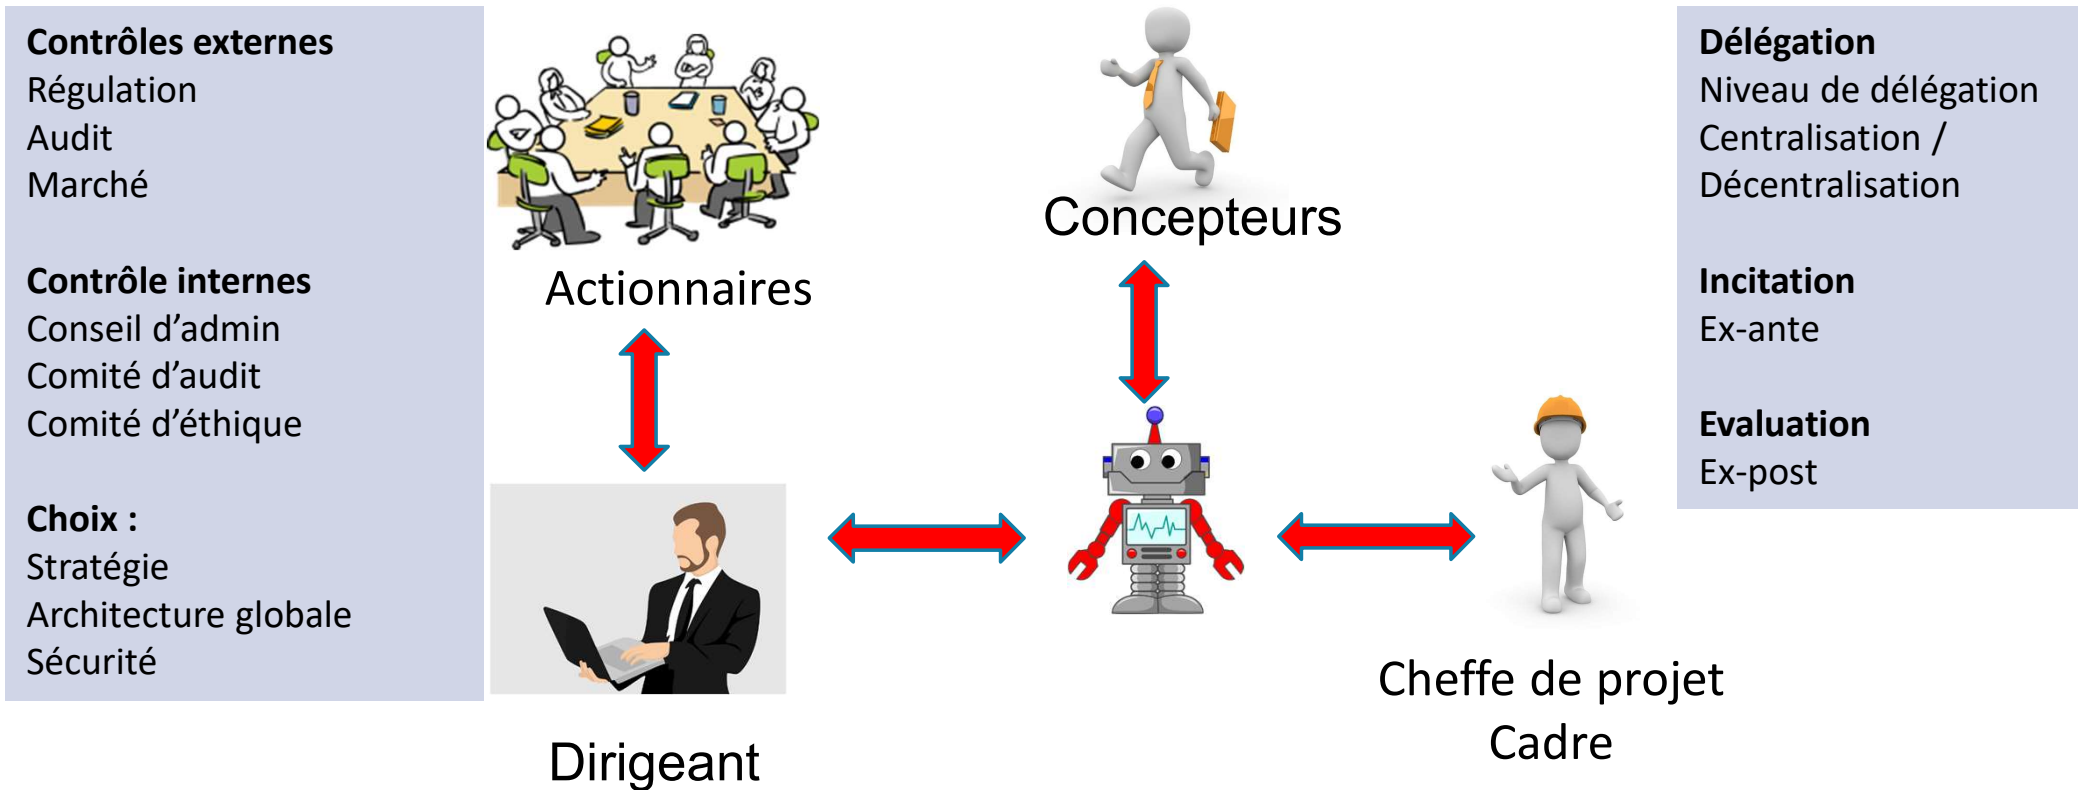 Contrôles externes
Régulation
Audit
Marché
Contrôle internes
Conseil d’admin
Comité d’audit
Comité d’éthique
Choix :
Stratégie
Architecture globale
Sécurité
Actionnaires
Dirigeant
Concepteurs
Cheffe de projet
Cadre
Délégation
Niveau de délégation
Centralisation /
Décentralisation
Incitation
Ex-ante
Evaluation
Ex-post